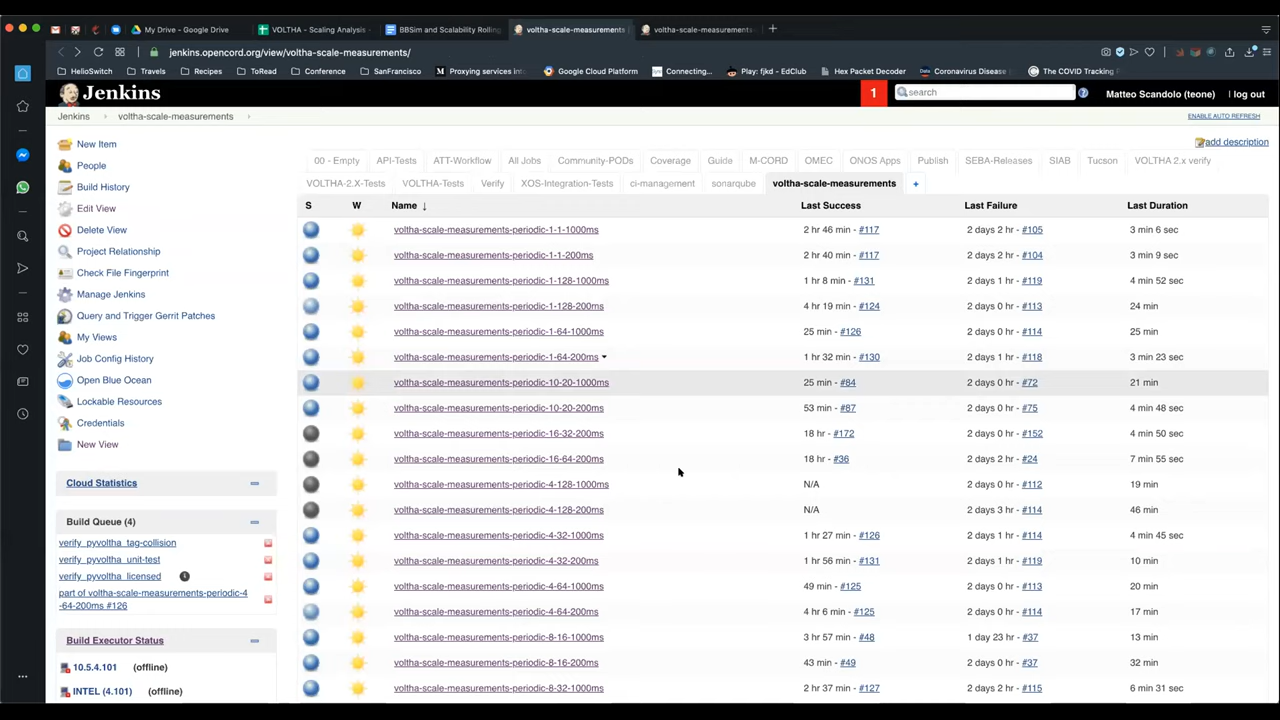 My Drive - Google Drive
VOLTHA - Scaling Analysis
BBSim and Scalability Rolling
voltha-scale-measurements
voltha-scale-measurements
jenkins.opencord.org/view/voltha-scale-measurements/
HelioSwitch
Travels
Recipes
ToRead
Conference
SanFrancisco
Proxying services into
Google Cloud Platform
Connecting...
Play: fjkd - EdClub
Hex Packet Decoder
Coronavirus Disease
The COVID Tracking
Jenkins
1
search
Matteo Scandolo (teone)
log out
Jenkins
voltha-scale-measurements
ENABLE AUTO REFRESH
New Item
People
Build History
Edit View
Delete View
Project Relationship
Check File Fingerprint
Manage Jenkins
Query and Trigger Gerrit Patches
My Views
Job Config History
Open Blue Ocean
Lockable Resources
Credentials
New View
Cloud Statistics
Build Queue (4)
verify_pyvoltha_tag-collision
verify_pyvoltha_unit-test
verify_pyvoltha_licensed
part of voltha-scale-measurements-periodic-4
-64-200ms #126
Build Executor Status
10.5.4.101 (offline)
INTEL (4.101) (offline)
add description
00 - Empty API-Tests ATT-Workflow All Jobs Community-PODs Coverage Guide M-CORD OMEC ONOS Apps Publish SEBA-Releases SIAB Tucson VOLTHA 2.x verify
VOLTHA-2.X-Tests VOLTHA-Tests Verify XOS-Integration-Tests ci-management sonarqube voltha-scale-measurements +
S W Name ↓ Last Success Last Failure Last Duration
voltha-scale-measurements-periodic-1-1-1000ms 2 hr 46 min - #117 2 days 2 hr - #105 3 min 6 sec
voltha-scale-measurements-periodic-1-1-200ms 2 hr 40 min - #117 2 days 2 hr - #104 3 min 9 sec
voltha-scale-measurements-periodic-1-128-1000ms 1 hr 8 min - #131 2 days 1 hr - #119 4 min 52 sec
voltha-scale-measurements-periodic-1-128-200ms 4 hr 19 min - #124 2 days 0 hr - #113 24 min
voltha-scale-measurements-periodic-1-64-1000ms 25 min - #126 2 days 0 hr - #114 25 min
voltha-scale-measurements-periodic-1-64-200ms 1 hr 32 min - #130 2 days 1 hr - #118 3 min 23 sec
voltha-scale-measurements-periodic-10-20-1000ms 25 min - #84 2 days 0 hr - #72 21 min
voltha-scale-measurements-periodic-10-20-200ms 53 min - #87 2 days 0 hr - #75 4 min 48 sec
voltha-scale-measurements-periodic-16-32-200ms 18 hr - #172 2 days 0 hr - #152 4 min 50 sec
voltha-scale-measurements-periodic-16-64-200ms 18 hr - #36 2 days 2 hr - #24 7 min 55 sec
voltha-scale-measurements-periodic-4-128-1000ms N/A 2 days 0 hr - #112 19 min
voltha-scale-measurements-periodic-4-128-200ms N/A 2 days 3 hr - #114 46 min
voltha-scale-measurements-periodic-4-32-1000ms 1 hr 27 min - #126 2 days 1 hr - #114 4 min 45 sec
voltha-scale-measurements-periodic-4-32-200ms 1 hr 56 min - #131 2 days 1 hr - #119 10 min
voltha-scale-measurements-periodic-4-64-1000ms 49 min - #125 2 days 0 hr - #113 20 min
voltha-scale-measurements-periodic-4-64-200ms 4 hr 6 min - #125 2 days 0 hr - #114 17 min
voltha-scale-measurements-periodic-8-16-1000ms 3 hr 57 min - #48 1 day 23 hr - #37 13 min
voltha-scale-measurements-periodic-8-16-200ms 43 min - #49 2 days 0 hr - #37 32 min
voltha-scale-measurements-periodic-8-32-1000ms 2 hr 37 min - #127 2 days 2 hr - #115 6 min 31 sec